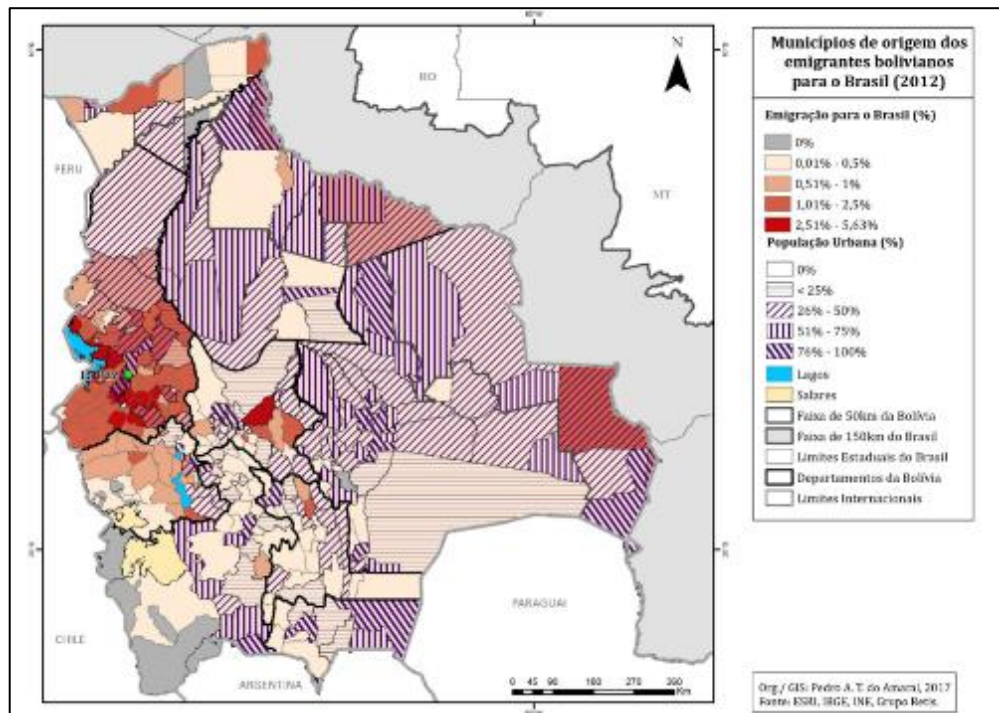 N
RO
MT
PERU
CHILE
ARGENTINA
PARAGUAI
0 45 90 180 270 360
Km
Municípios de origem dos
emigrantes bolivianos
para o Brasil (2012)
Emigração para o Brasil (%)
0%
0,01% - 0,5%
0,51% - 1%
1,01% - 2,5%
2,51% - 5,63%
População Urbana (%)
0%
< 25%
26% - 50%
51% - 75%
76% - 100%
Lagos
Salares
Faixa de 50km da Bolívia
Faixa de 150km do Brasil
Limites Estaduais do Brasil
Departamentos da Bolívia
Limites Internacionais
Org./ GIS: Pedro A. T. do Amaral, 2017
Fonte: ESRI, IBGE, INE, Grupo Retis.